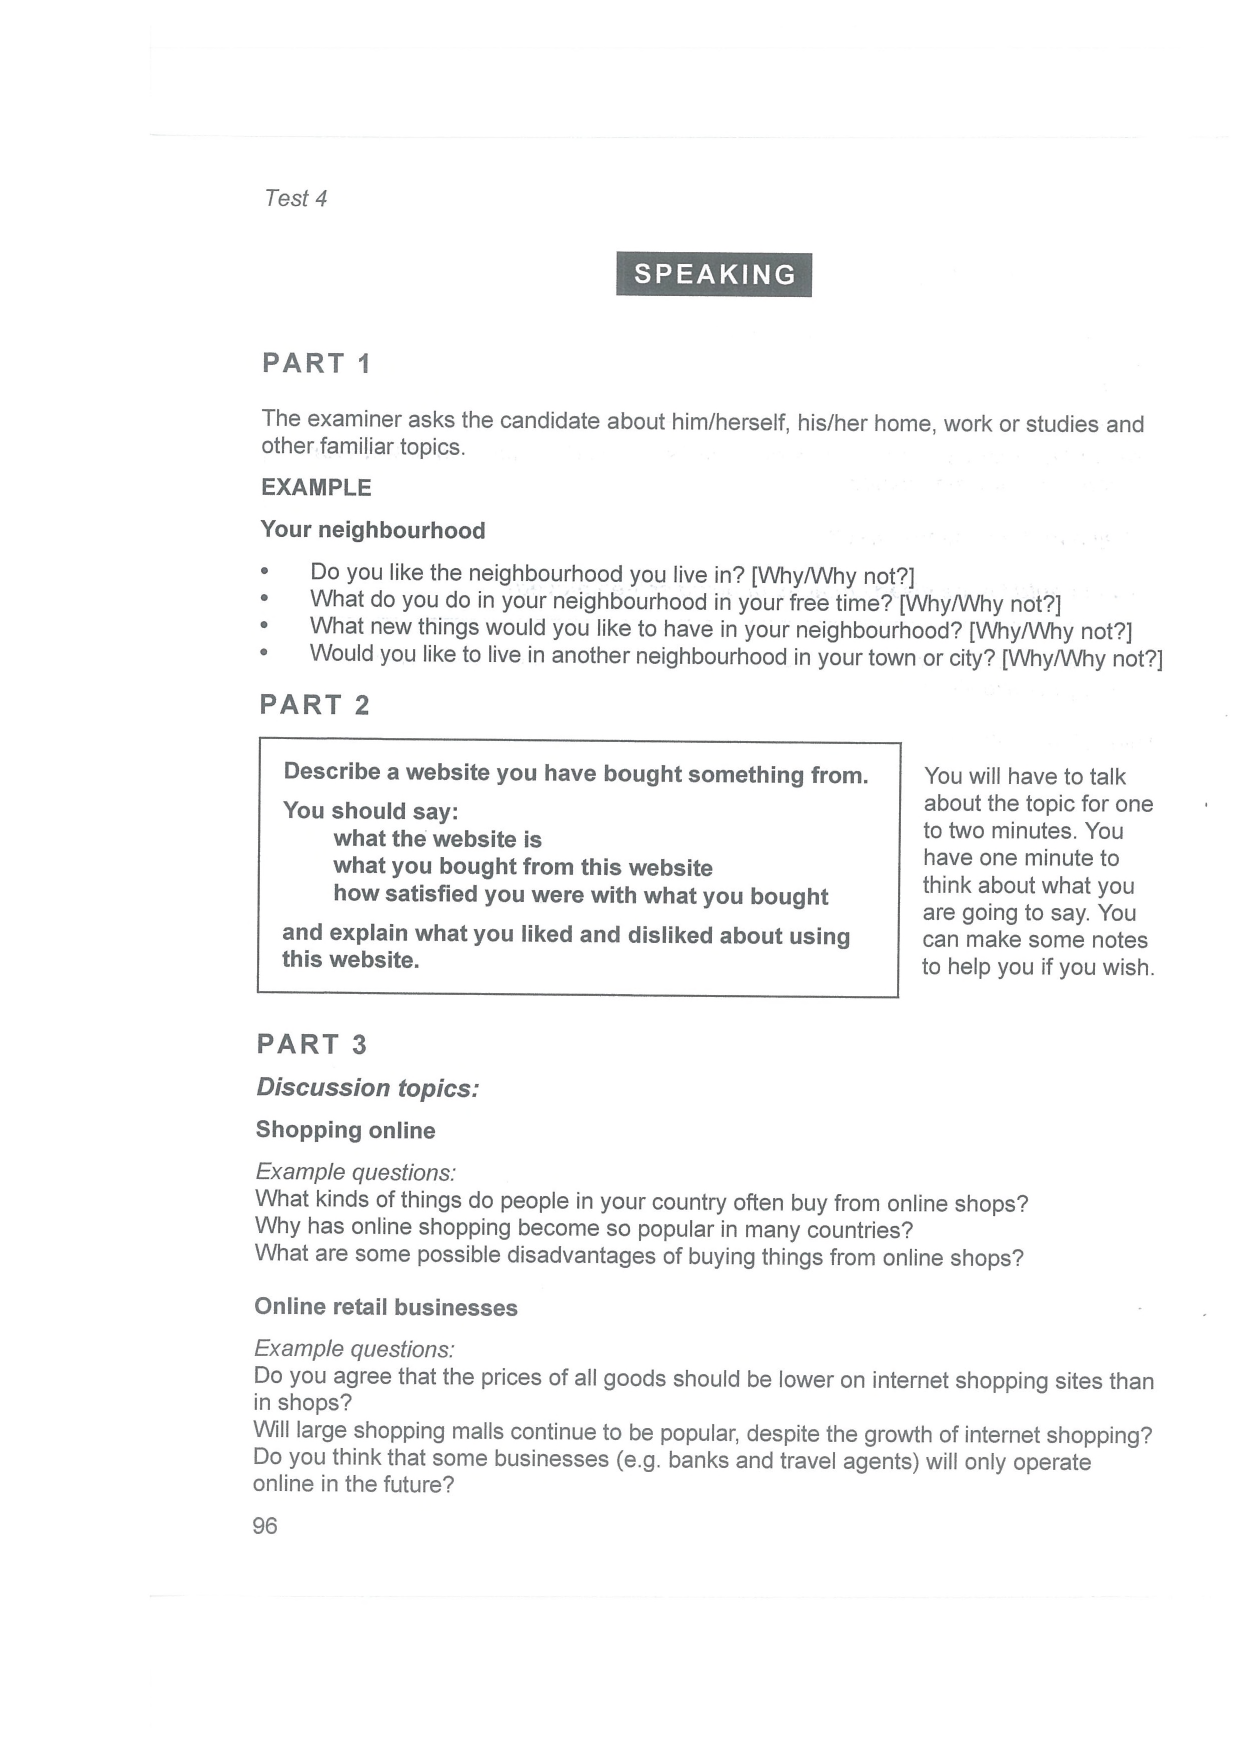 Test 4
SPEAKING
PART 1
The examiner asks the candidate about him/herself, his/her home, work or studies and
other familiar topics.
EXAMPLE
Your neighbourhood
• Do you like the neighbourhood you live in? [Why/Why not?]
• What do you do in your neighbourhood in your free time? [Why/Why not?]
• What new things would you like to have in your neighbourhood? [Why/Why not?]
• Would you like to live in another neighbourhood in your town or city? [Why/Why not?]
PART 2
Describe a website you have bought something from.
You should say:
what the website is
what you bought from this website
how satisfied you were with what you bought
and explain what you liked and disliked about using
this website.
You will have to talk
about the topic for one
to two minutes. You
have one minute to
think about what you
are going to say. You
can make some notes
to help you if you wish.
PART 3
Discussion topics:
Shopping online
Example questions:
What kinds of things do people in your country often buy from online shops?
Why has online shopping become so popular in many countries?
What are some possible disadvantages of buying things from online shops?
Online retail businesses
Example questions:
Do you agree that the prices of all goods should be lower on internet shopping sites than
in shops?
Will large shopping malls continue to be popular, despite the growth of internet shopping?
Do you think that some businesses (e.g. banks and travel agents) will only operate
online in the future?
96